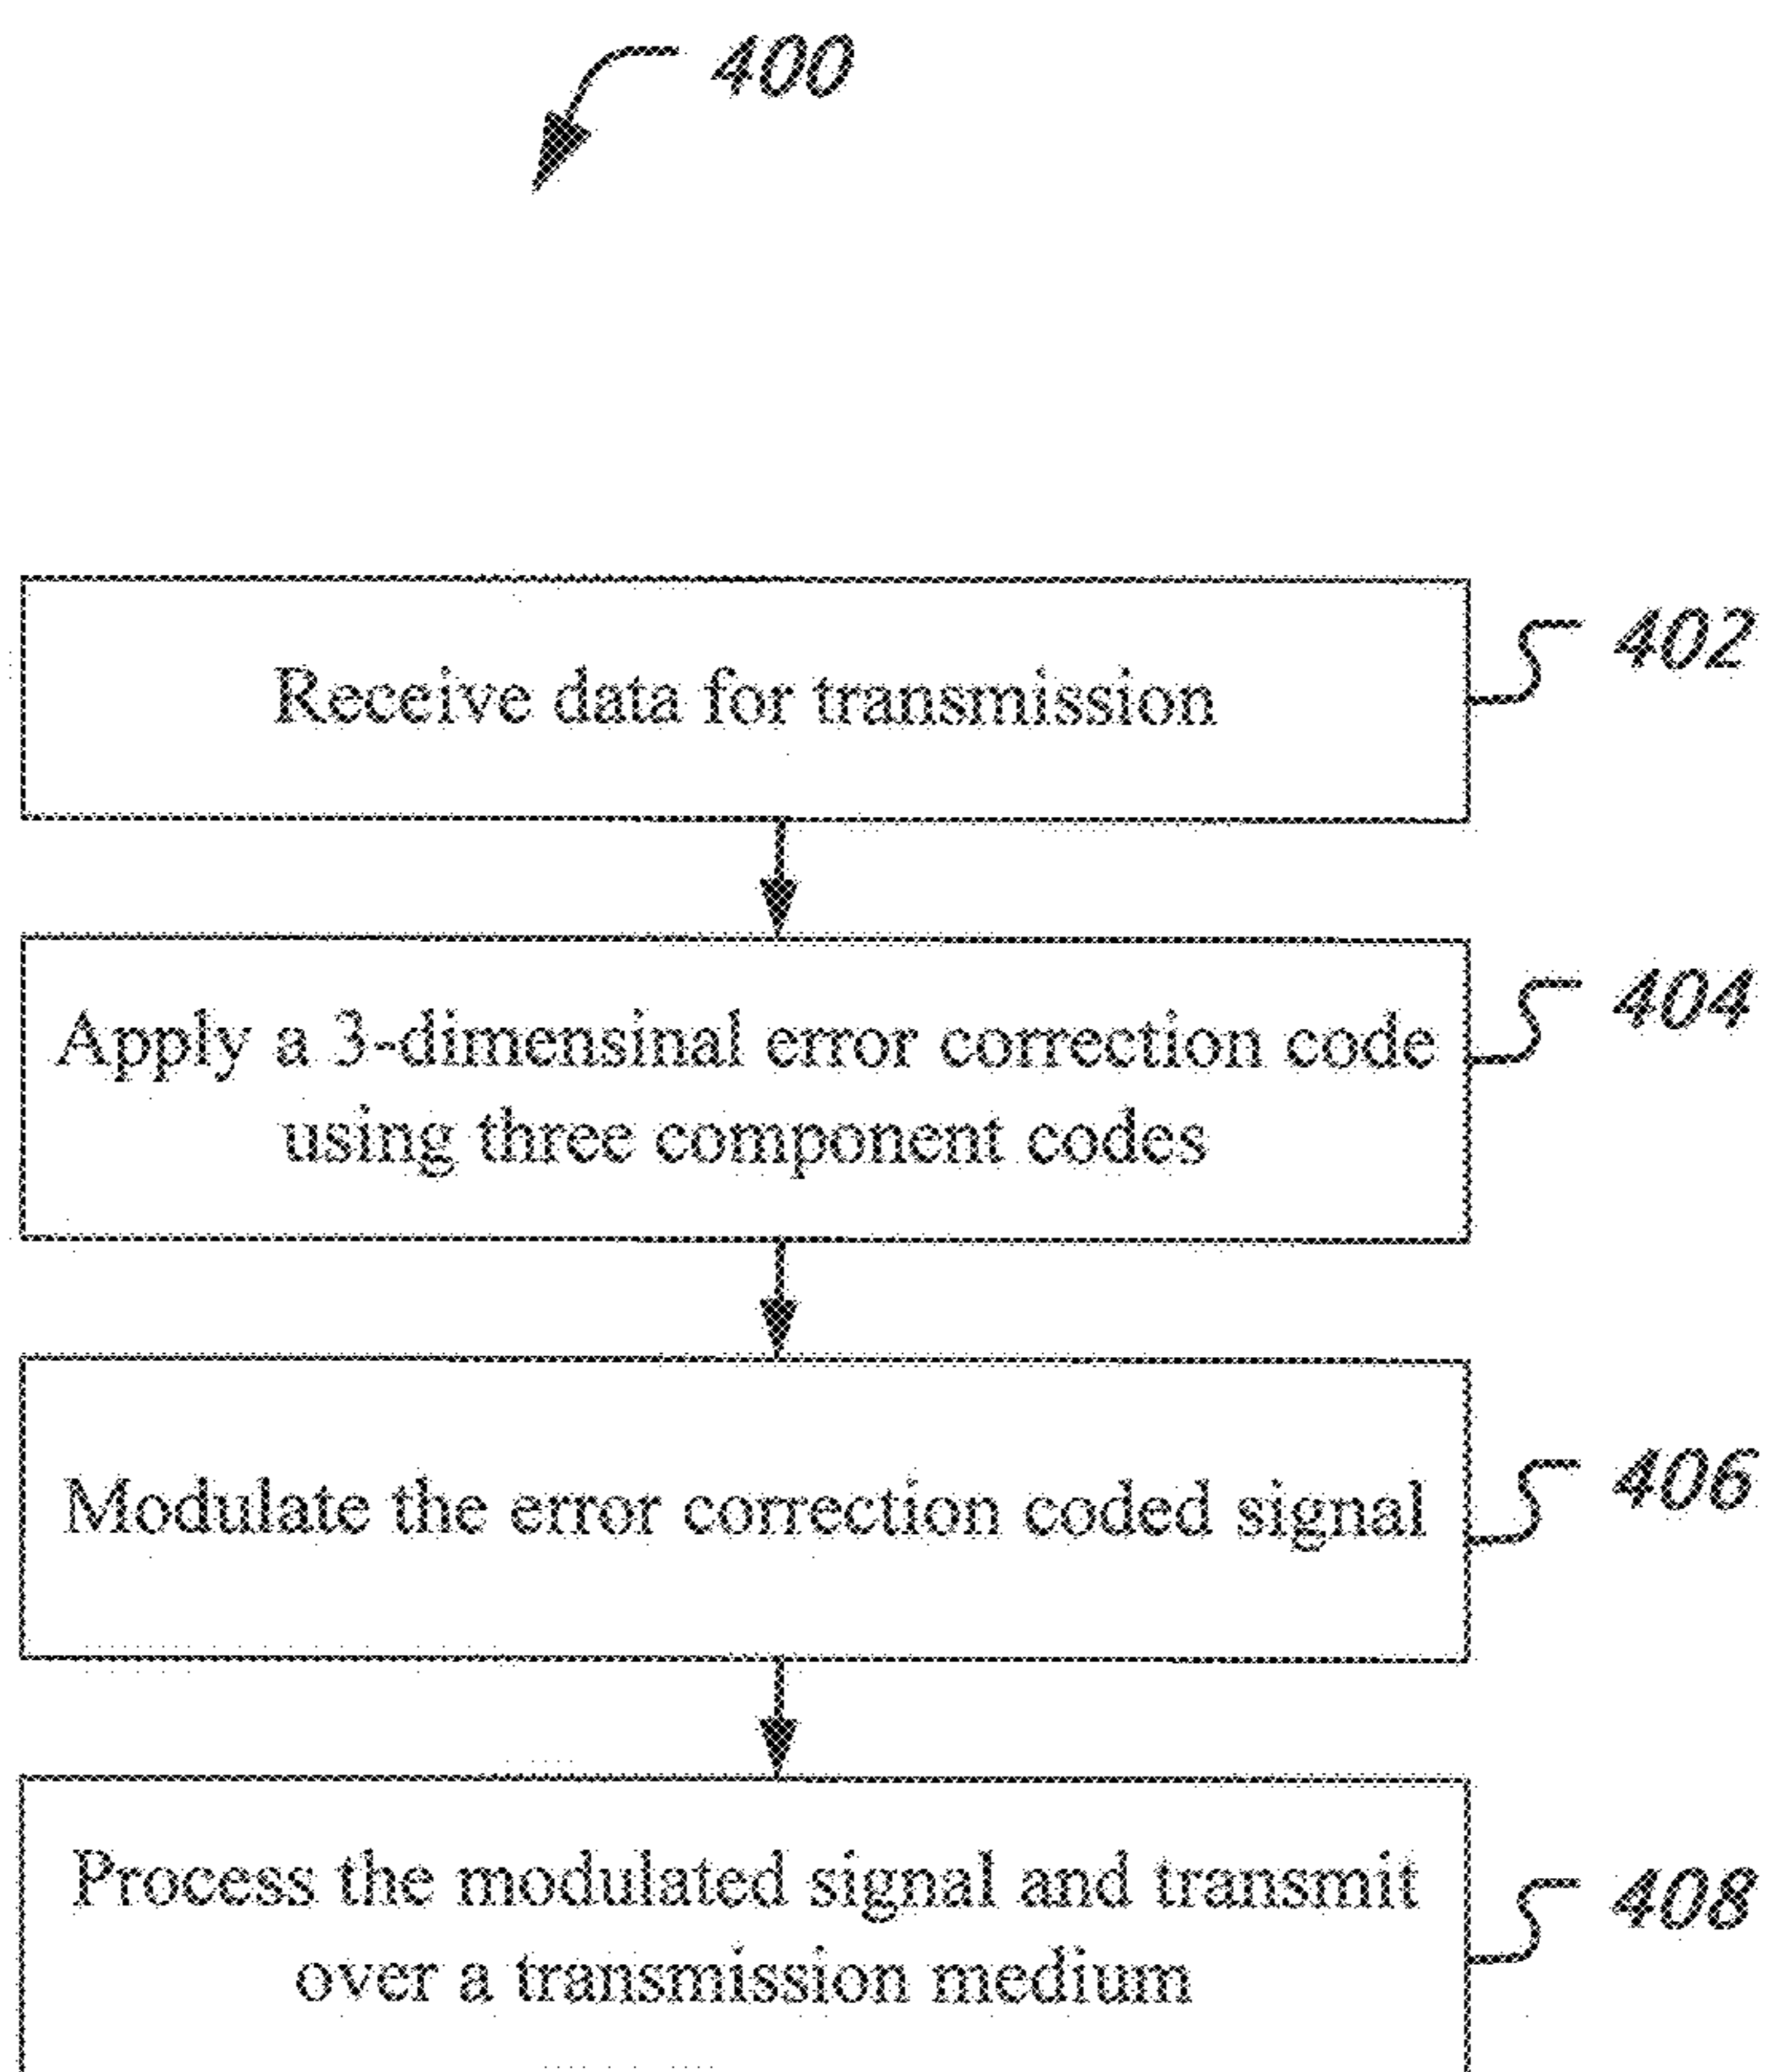 400
Receive data for transmission
402
Apply a 3-dimensinal error correction code
using three component codes
404
Modulate the error correction coded signal
406
Process the modulated signal and transmit
over a transmission medium
408